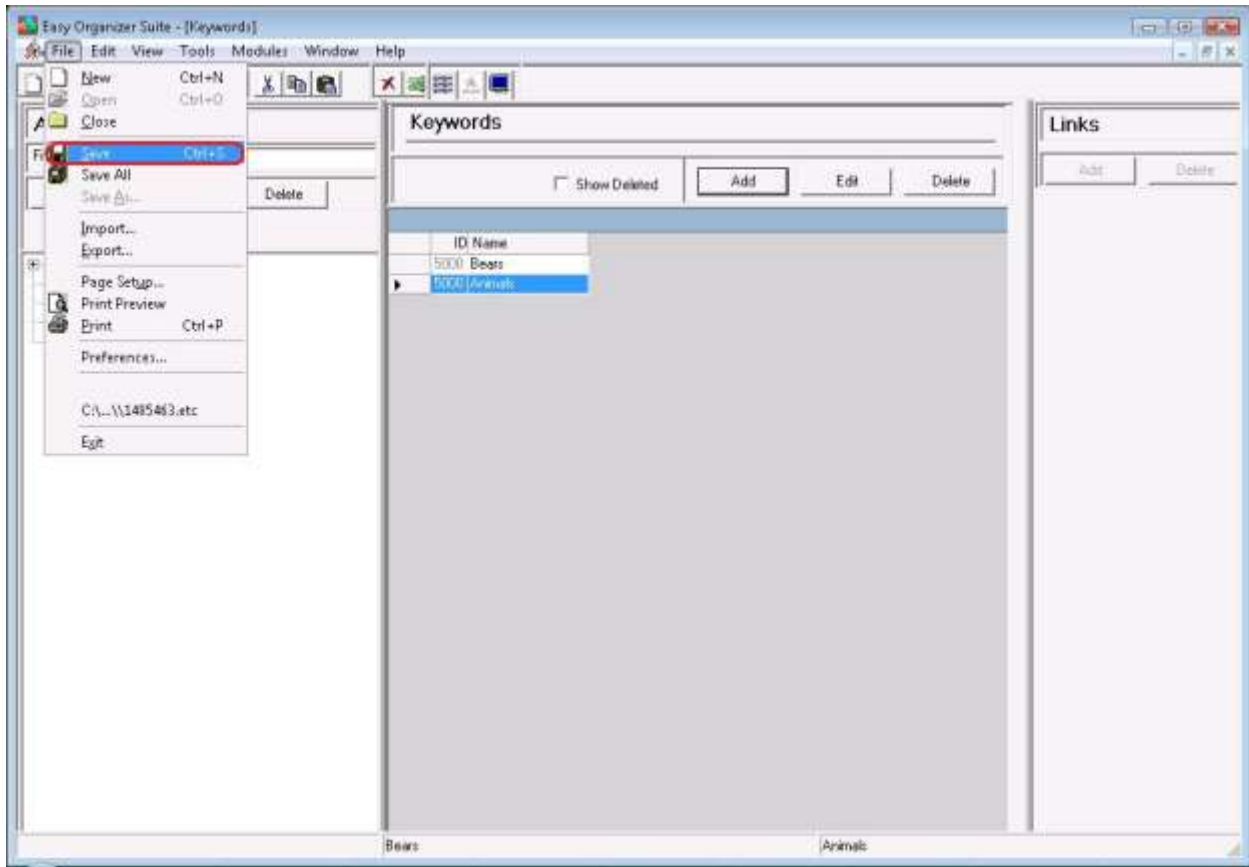 Easy Organizer Suite - [Keywords]
File Edit View Tools Modules Window Help
New Ctrl+N
Open Ctrl+O
Close
Save Ctrl+S
Save All
Save As...
Import...
Export...
Page Setup...
Print Preview
Print Ctrl+P
Preferences...
C:\...\\1485463.etc
Exit
Delete
Keywords
Show Deleted Add Edit Delete
ID Name
5000 Bears
5000 Animals
Links
Add Delete
Bears Animals